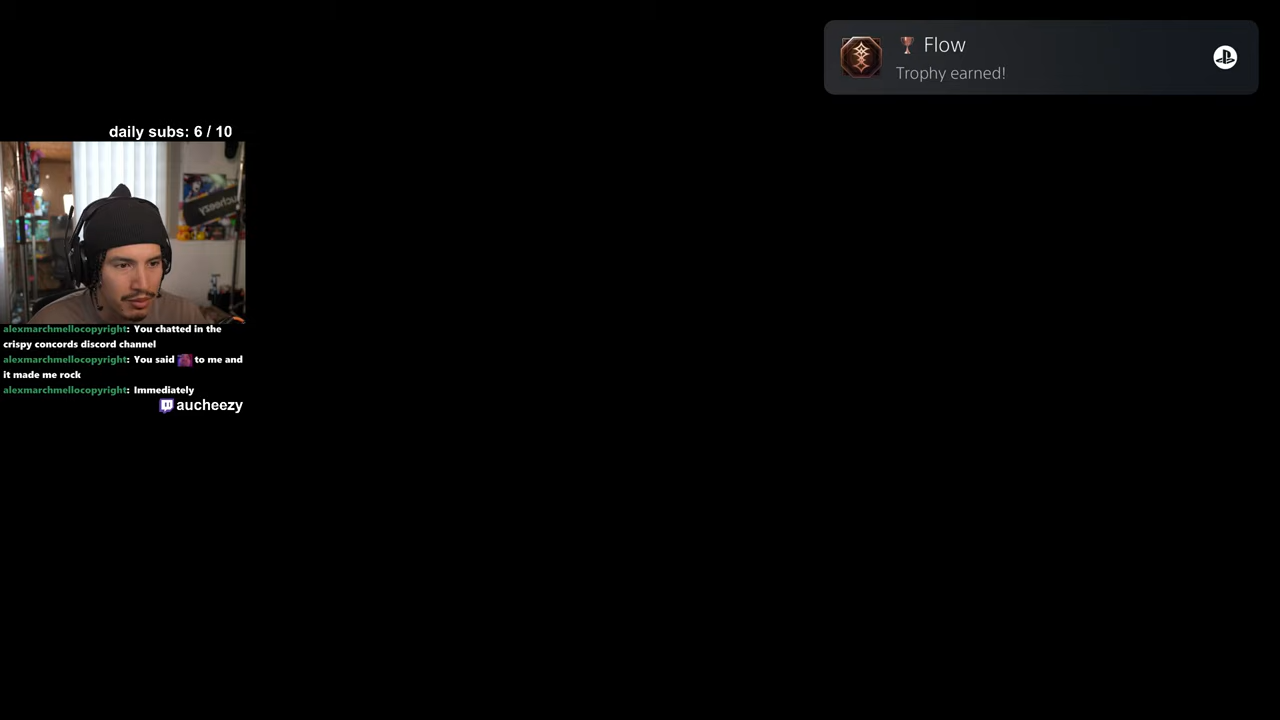 Flow
Trophy earned!
daily subs: 6 / 10
alexmarchmellocopyright: You chatted in the
crispy concords discord channel
alexmarchmellocopyright: You said to me and
it made me rock
alexmarchmellocopyright: Immediately
aucheezy